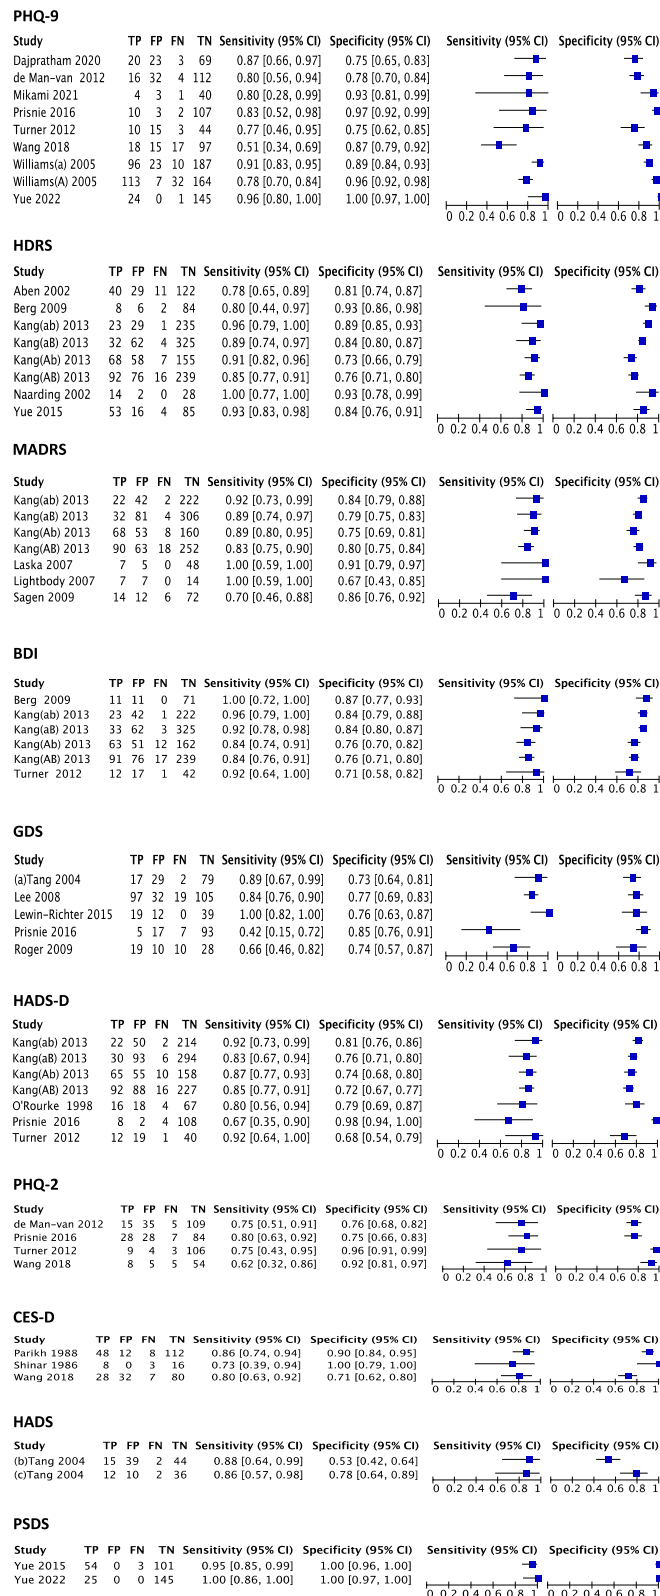 PHQ-9
Study TP FP FN TN Sensitivity (95% CI) Specificity (95% CI) Sensitivity (95% CI) Specificity (95% CI)
Dajpratham 2020 20 23 3 69 0.87 [0.66, 0.97] 0.75 [0.65, 0.83]
de Man-van 2012 16 32 4 112 0.80 [0.56, 0.94] 0.78 [0.70, 0.84]
Mikami 2021 4 3 1 40 0.80 [0.28, 0.99] 0.93 [0.81, 0.99]
Prisnie 2016 10 3 2 107 0.83 [0.52, 0.98] 0.97 [0.92, 0.99]
Turner 2012 10 15 3 44 0.77 [0.46, 0.95] 0.75 [0.62, 0.85]
Wang 2018 18 15 17 97 0.51 [0.34, 0.69] 0.87 [0.79, 0.92]
Williams(a) 2005 96 23 10 187 0.91 [0.83, 0.95] 0.89 [0.84, 0.93]
Williams(A) 2005 113 7 32 164 0.78 [0.70, 0.84] 0.96 [0.92, 0.98]
Yue 2022 24 0 1 145 0.96 [0.80, 1.00] 1.00 [0.97, 1.00]
0 0.2 0.4 0.6 0.8 1 0 0.2 0.4 0.6 0.8 1
HDRS
Study TP FP FN TN Sensitivity (95% CI) Specificity (95% CI) Sensitivity (95% CI) Specificity (95% CI)
Aben 2002 40 29 11 122 0.78 [0.65, 0.89] 0.81 [0.74, 0.87]
Berg 2009 8 6 2 84 0.80 [0.44, 0.97] 0.93 [0.86, 0.98]
Kang(ab) 2013 23 29 1 235 0.96 [0.79, 1.00] 0.89 [0.85, 0.93]
Kang(aB) 2013 32 62 4 325 0.89 [0.74, 0.97] 0.84 [0.80, 0.87]
Kang(Ab) 2013 68 58 7 155 0.91 [0.82, 0.96] 0.73 [0.66, 0.79]
Kang(AB) 2013 92 76 16 239 0.85 [0.77, 0.91] 0.76 [0.71, 0.80]
Naarding 2002 14 2 0 28 1.00 [0.77, 1.00] 0.93 [0.78, 0.99]
Yue 2015 53 16 4 85 0.93 [0.83, 0.98] 0.84 [0.76, 0.91]
0 0.2 0.4 0.6 0.8 1 0 0.2 0.4 0.6 0.8 1
MADRS
Study TP FP FN TN Sensitivity (95% CI) Specificity (95% CI) Sensitivity (95% CI) Specificity (95% CI)
Kang(ab) 2013 22 42 2 222 0.92 [0.73, 0.99] 0.84 [0.79, 0.88]
Kang(aB) 2013 32 81 4 306 0.89 [0.74, 0.97] 0.79 [0.75, 0.83]
Kang(Ab) 2013 68 53 8 160 0.89 [0.80, 0.95] 0.75 [0.69, 0.81]
Kang(AB) 2013 90 63 18 252 0.83 [0.75, 0.90] 0.80 [0.75, 0.84]
Laska 2007 7 5 0 48 1.00 [0.59, 1.00] 0.91 [0.79, 0.97]
Lightbody 2007 7 7 0 14 1.00 [0.59, 1.00] 0.67 [0.43, 0.85]
Sagen 2009 14 12 6 72 0.70 [0.46, 0.88] 0.86 [0.76, 0.92]
0 0.2 0.4 0.6 0.8 1 0 0.2 0.4 0.6 0.8 1
BDI
Study TP FP FN TN Sensitivity (95% CI) Specificity (95% CI) Sensitivity (95% CI) Specificity (95% CI)
Berg 2009 11 11 0 71 1.00 [0.72, 1.00] 0.87 [0.77, 0.93]
Kang(ab) 2013 23 42 1 222 0.96 [0.79, 1.00] 0.84 [0.79, 0.88]
Kang(aB) 2013 33 62 3 325 0.92 [0.78, 0.98] 0.84 [0.80, 0.87]
Kang(Ab) 2013 63 51 12 162 0.84 [0.74, 0.91] 0.76 [0.70, 0.82]
Kang(AB) 2013 91 76 17 239 0.84 [0.76, 0.91] 0.76 [0.71, 0.80]
Turner 2012 12 17 1 42 0.92 [0.64, 1.00] 0.71 [0.58, 0.82]
0 0.2 0.4 0.6 0.8 1 0 0.2 0.4 0.6 0.8 1
GDS
Study TP FP FN TN Sensitivity (95% CI) Specificity (95% CI) Sensitivity (95% CI) Specificity (95% CI)
(a)Tang 2004 17 29 2 79 0.89 [0.67, 0.99] 0.73 [0.64, 0.81]
Lee 2008 97 32 19 105 0.84 [0.76, 0.90] 0.77 [0.69, 0.83]
Lewin-Richter 2015 19 12 0 39 1.00 [0.82, 1.00] 0.76 [0.63, 0.87]
Prisnie 2016 5 17 7 93 0.42 [0.15, 0.72] 0.85 [0.76, 0.91]
Roger 2009 19 10 10 28 0.66 [0.46, 0.82] 0.74 [0.57, 0.87]
0 0.2 0.4 0.6 0.8 1 0 0.2 0.4 0.6 0.8 1
HADS-D
Study TP FP FN TN Sensitivity (95% CI) Specificity (95% CI) Sensitivity (95% CI) Specificity (95% CI)
Kang(ab) 2013 22 50 2 214 0.92 [0.73, 0.99] 0.81 [0.76, 0.86]
Kang(aB) 2013 30 93 6 294 0.83 [0.67, 0.94] 0.76 [0.71, 0.80]
Kang(Ab) 2013 65 55 10 158 0.87 [0.77, 0.93] 0.74 [0.68, 0.80]
Kang(AB) 2013 92 88 16 227 0.85 [0.77, 0.91] 0.72 [0.67, 0.77]
O'Rourke 1998 16 18 4 67 0.80 [0.56, 0.94] 0.79 [0.69, 0.87]
Prisnie 2016 8 2 4 108 0.67 [0.35, 0.90] 0.98 [0.94, 1.00]
Turner 2012 12 19 1 40 0.92 [0.64, 1.00] 0.68 [0.54, 0.79]
0 0.2 0.4 0.6 0.8 1 0 0.2 0.4 0.6 0.8 1
PHQ-2
Study TP FP FN TN Sensitivity (95% CI) Specificity (95% CI) Sensitivity (95% CI) Specificity (95% CI)
de Man-van 2012 15 35 5 109 0.75 [0.51, 0.91] 0.76 [0.68, 0.82]
Prisnie 2016 28 28 7 84 0.80 [0.63, 0.92] 0.75 [0.66, 0.83]
Turner 2012 9 4 3 106 0.75 [0.43, 0.95] 0.96 [0.91, 0.99]
Wang 2018 8 5 5 54 0.62 [0.32, 0.86] 0.92 [0.81, 0.97]
0 0.2 0.4 0.6 0.8 1 0 0.2 0.4 0.6 0.8 1
CES-D
Study TP FP FN TN Sensitivity (95% CI) Specificity (95% CI) Sensitivity (95% CI) Specificity (95% CI)
Parikh 1988 48 12 8 112 0.86 [0.74, 0.94] 0.90 [0.84, 0.95]
Shinar 1986 8 0 3 16 0.73 [0.39, 0.94] 1.00 [0.79, 1.00]
Wang 2018 28 32 7 80 0.80 [0.63, 0.92] 0.71 [0.62, 0.80]
0 0.2 0.4 0.6 0.8 1 0 0.2 0.4 0.6 0.8 1
HADS
Study TP FP FN TN Sensitivity (95% CI) Specificity (95% CI) Sensitivity (95% CI) Specificity (95% CI)
(b)Tang 2004 15 39 2 44 0.88 [0.64, 0.99] 0.53 [0.42, 0.64]
(c)Tang 2004 12 10 2 36 0.86 [0.57, 0.98] 0.78 [0.64, 0.89]
0 0.2 0.4 0.6 0.8 1 0 0.2 0.4 0.6 0.8 1
PSDS
Study TP FP FN TN Sensitivity (95% CI) Specificity (95% CI) Sensitivity (95% CI) Specificity (95% CI)
Yue 2015 54 0 3 101 0.95 [0.85, 0.99] 1.00 [0.96, 1.00]
Yue 2022 25 0 0 145 1.00 [0.86, 1.00] 1.00 [0.97, 1.00]
0 0.2 0.4 0.6 0.8 1 0 0.2 0.4 0.6 0.8 1